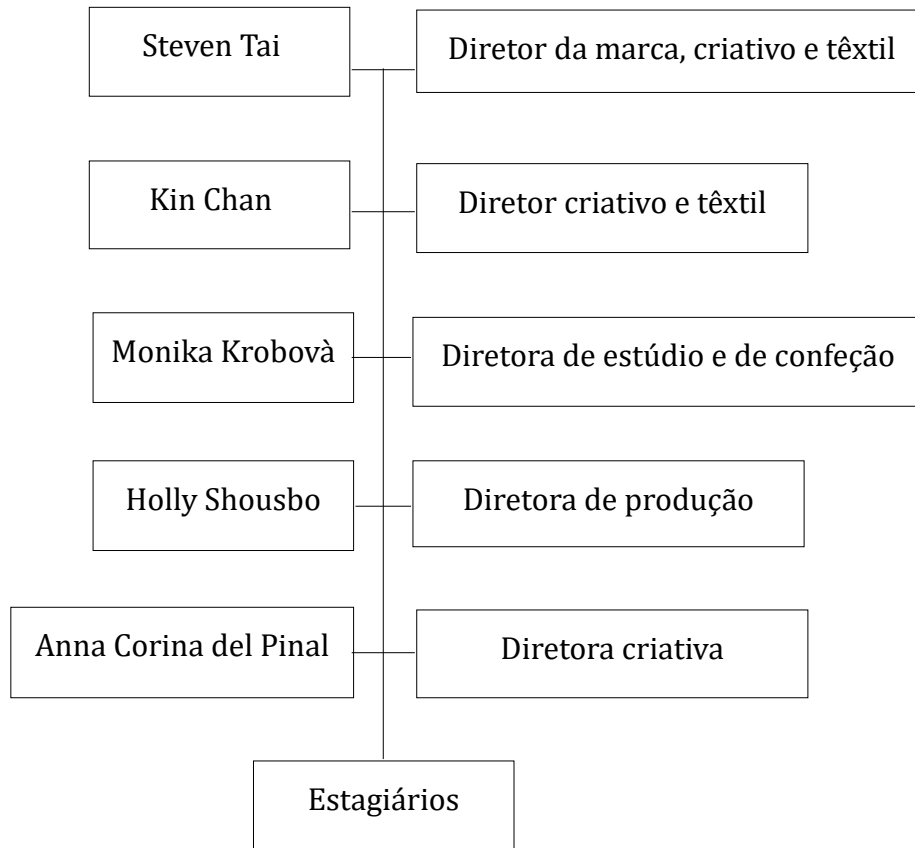 Steven Tai
Diretor da marca, criativo e têxtil
Kin Chan
Diretor criativo e têxtil
Monika Krobovà
Diretora de estúdio e de confeção
Holly Shousbo
Diretora de produção
Anna Corina del Pinal
Diretora criativa
Estagiários